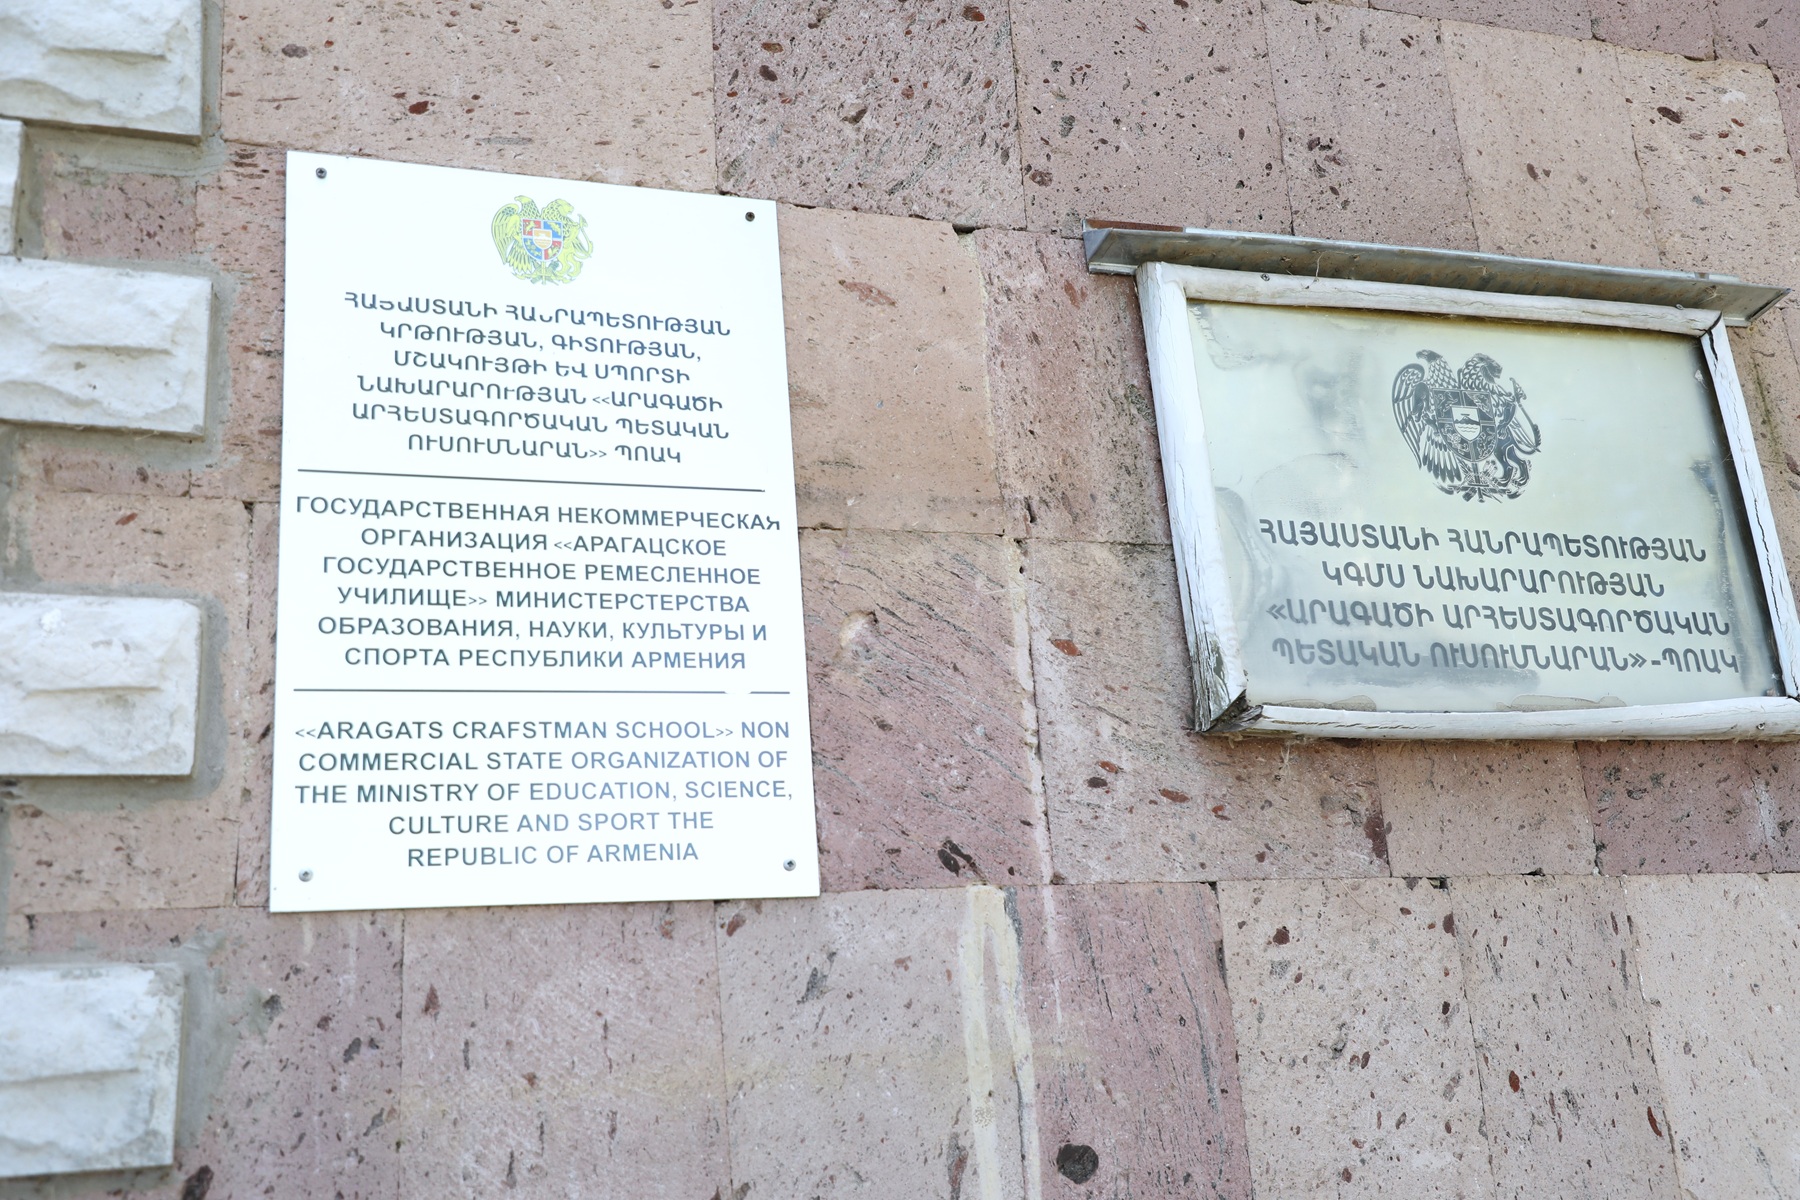 ՀԱՅԱՍՏԱՆԻ ՀԱՆՐԱՊԵՏՈՒԹՅԱՆ
ԿՐԹՈՒԹՅԱՆ, ԳԻՏՈՒԹՅԱՆ,
ՄՇԱԿՈՒՅԹԻ ԵՎ ՍՊՈՐՏԻ
ՆԱԽԱՐԱՐՈՒԹՅԱՆ <<ԱՐԱԳԱԾԻ
ԱՐՀԵՍՏԱԳՈՐԾԱԿԱՆ ՊԵՏԱԿԱՆ
ՈՒՍՈՒՄՆԱՐԱՆ>> ՊՈԱԿ
ГОСУДАРСТВЕННАЯ НЕКОММЕРЧЕСКАЯ
ОРГАНИЗАЦИЯ <<АРАГАЦСКОЕ
ГОСУДАРСТВЕННОЕ РЕМЕСЛЕННОЕ
УЧИЛИЩЕ>> МИНИСТЕРСТЕРСТВА
ОБРАЗОВАНИЯ, НАУКИ, КУЛЬТУРЫ И
СПОРТА РЕСПУБЛИКИ АРМЕНИЯ
<<ARAGATS CRAFSTMAN SCHOOL>> NON
COMMERCIAL STATE ORGANIZATION OF
THE MINISTRY OF EDUCATION, SCIENCE,
CULTURE AND SPORT THE
REPUBLIC OF ARMENIA
ՀԱՅԱՍՏԱՆԻ ՀԱՆՐԱՊԵՏՈՒԹՅԱՆ
ԿԳՄՍ ՆԱԽԱՐԱՐՈՒԹՅԱՆ
«ԱՐԱԳԱԾԻ ԱՐՀԵՍՏԱԳՈՐԾԱԿԱՆ
ՊԵՏԱԿԱՆ ՈՒՍՈՒՄՆԱՐԱՆ»-ՊՈԱԿ